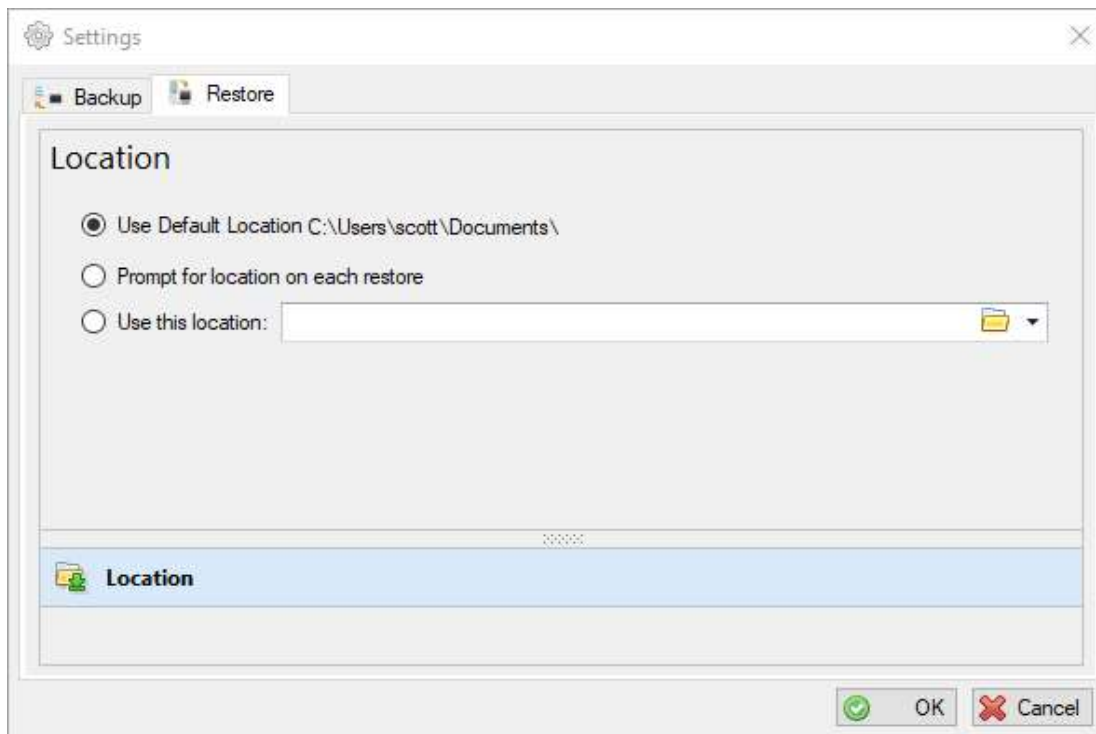 Settings
Backup Restore
Location
Use Default Location C:\Users\scott\Documents\
Prompt for location on each restore
Use this location:
Location
OK Cancel